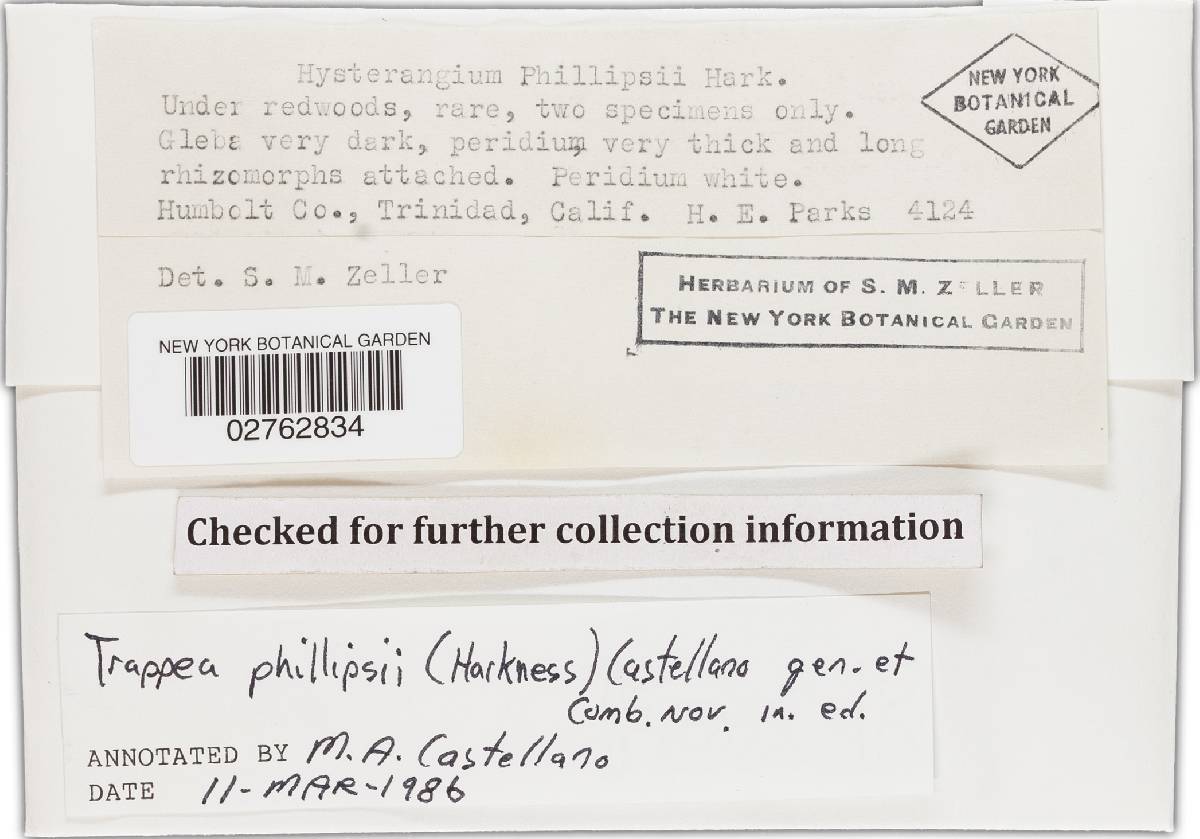 Hysterangium Phillipsii Hark.
Under redwoods, rare, two specimens only.
Gleba very dark, peridium very thick and long
rhizomorphs attached. Peridium white.
Humbolt Co., Trinidad, Calif. H. E. Parks 4124
NEW YORK
BOTANICAL
GARDEN
Det. S. M. Zeller
HERBARIUM OF S. M. ZELLER
THE NEW YORK BOTANICAL GARDEN
NEW YORK BOTANICAL GARDEN
02762834
Checked for further collection information
Trappea phillipsii (Harkness) Castellano gen. et
Comb. Nov. in. ed.
ANNOTATED BY M. A. Castellano
DATE 11-MAR-1986